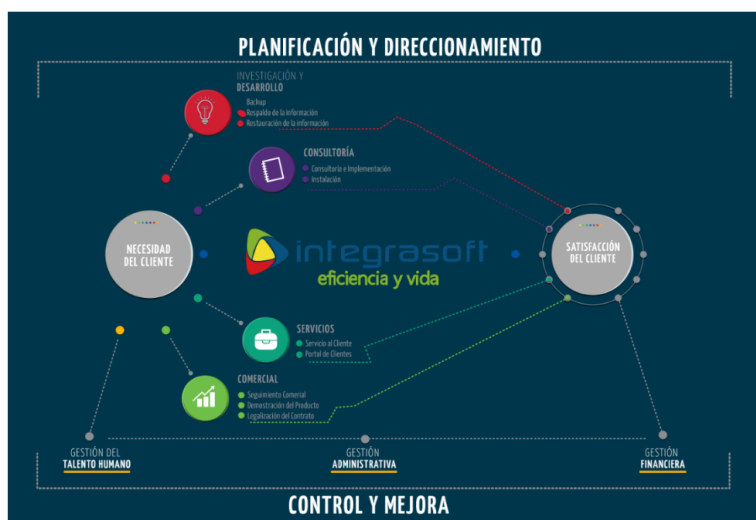 PLANIFICACIÓN Y DIRECCIONAMIENTO
INVESTIGACIÓN Y
DESARROLLO
Backup
Respaldo de la Información
Restauración de la información
CONSULTORÍA
Consultoría e Implementación
Instalación
NECESIDAD
DEL CLIENTE
integrasoft
eficiencia y vida
SATISFACCIÓN
DEL CLIENTE
SERVICIOS
Servicio al Cliente
Portal de Clientes
COMERCIAL
Seguimiento Comerial
Demostración del Producto
Legalización del Contrato
GESTIÓN DEL
TALENTO HUMANO
GESTIÓN
ADMINISTRATIVA
GESTIÓN
FINANCIERA
CONTROL Y MEJORA